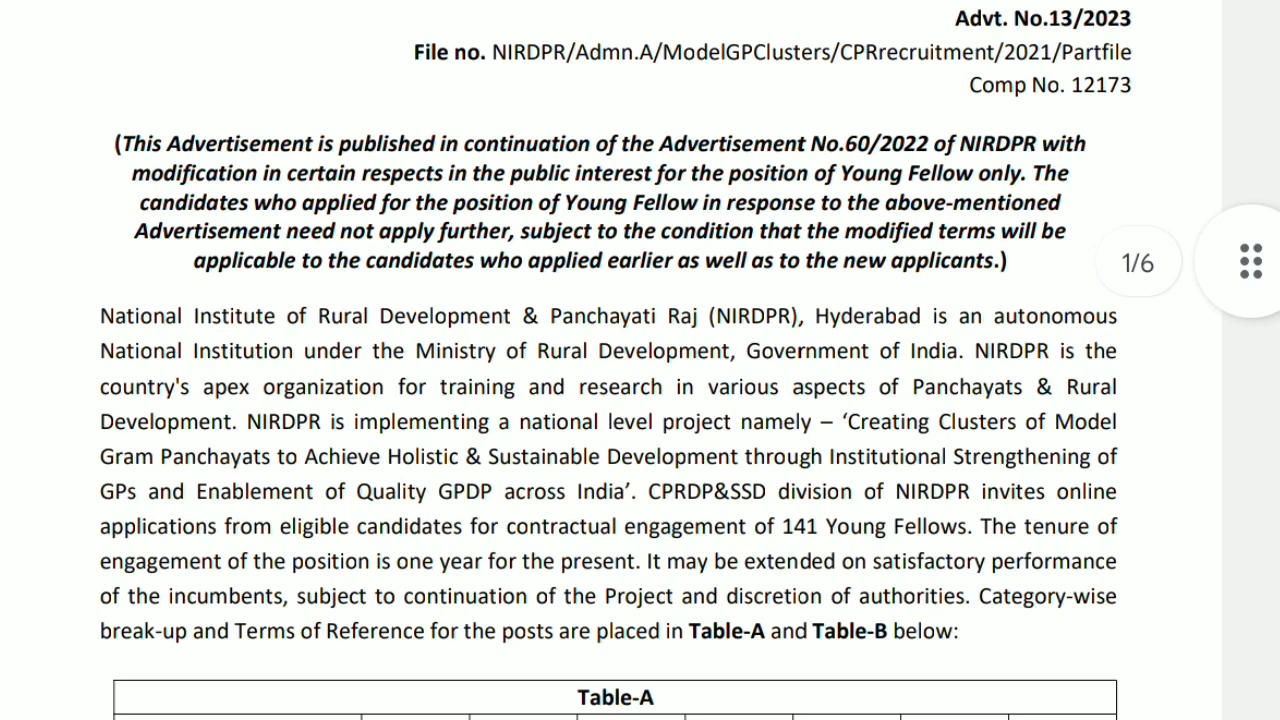 Advt. No.13/2023
File no. NIRDPR/Admn.A/ModelGPClusters/CPRrecruitment/2021/Partfile
Comp No. 12173
(This Advertisement is published in continuation of the Advertisement No.60/2022 of NIRDPR with
modification in certain respects in the public interest for the position of Young Fellow only. The
candidates who applied for the position of Young Fellow in response to the above-mentioned
Advertisement need not apply further, subject to the condition that the modified terms will be
applicable to the candidates who applied earlier as well as to the new applicants.)
1/6
National Institute of Rural Development & Panchayati Raj (NIRDPR), Hyderabad is an autonomous
National Institution under the Ministry of Rural Development, Government of India. NIRDPR is the
country's apex organization for training and research in various aspects of Panchayats & Rural
Development. NIRDPR is implementing a national level project namely – ‘Creating Clusters of Model
Gram Panchayats to Achieve Holistic & Sustainable Development through Institutional Strengthening of
GPs and Enablement of Quality GPDP across India’. CPRDP&SSD division of NIRDPR invites online
applications from eligible candidates for contractual engagement of 141 Young Fellows. The tenure of
engagement of the position is one year for the present. It may be extended on satisfactory performance
of the incumbents, subject to continuation of the Project and discretion of authorities. Category-wise
break-up and Terms of Reference for the posts are placed in Table-A and Table-B below:
Table-A